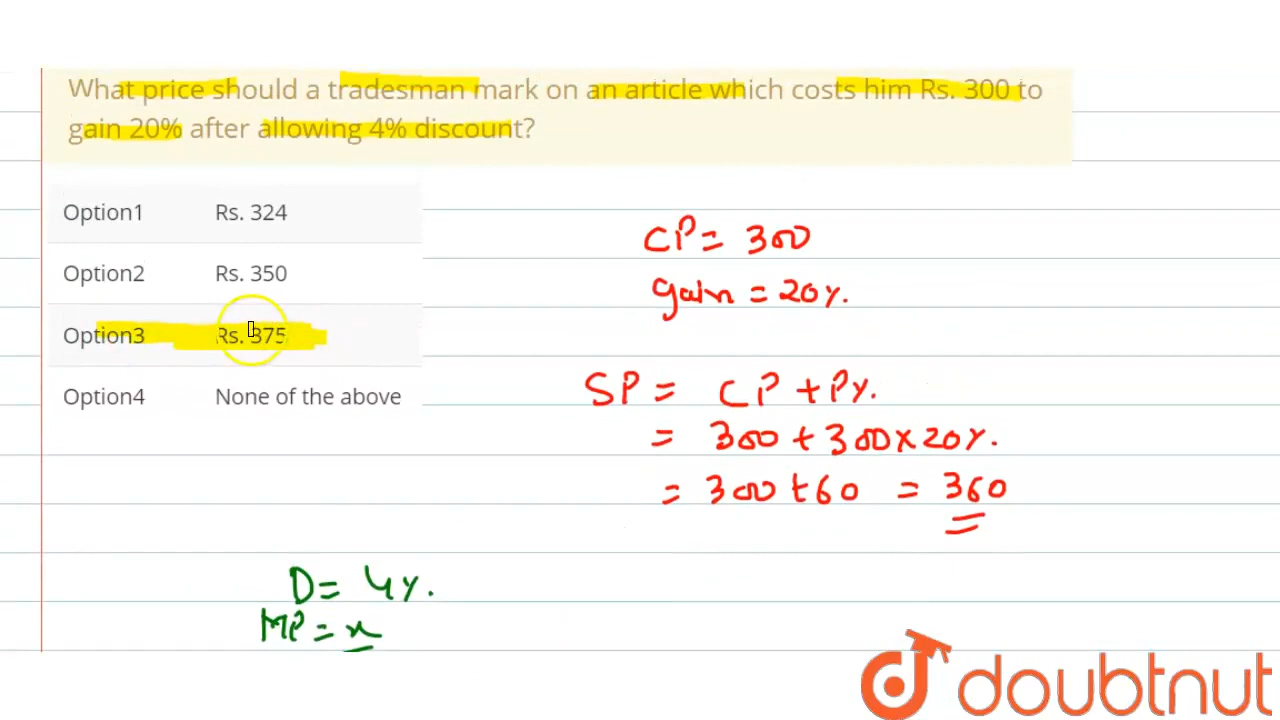 What price should a tradesman mark on an article which costs him Rs. 300 to
gain 20% after allowing 4% discount?
Option1 Rs. 324
Option2 Rs. 350
Option3 Rs. 375
Option4 None of the above
CP = 300
gain = 20%.
SP = CP + P%.
= 300 + 300 x 20%.
= 300 + 60 = 360
D = 4%.
MP = x
doubtnut